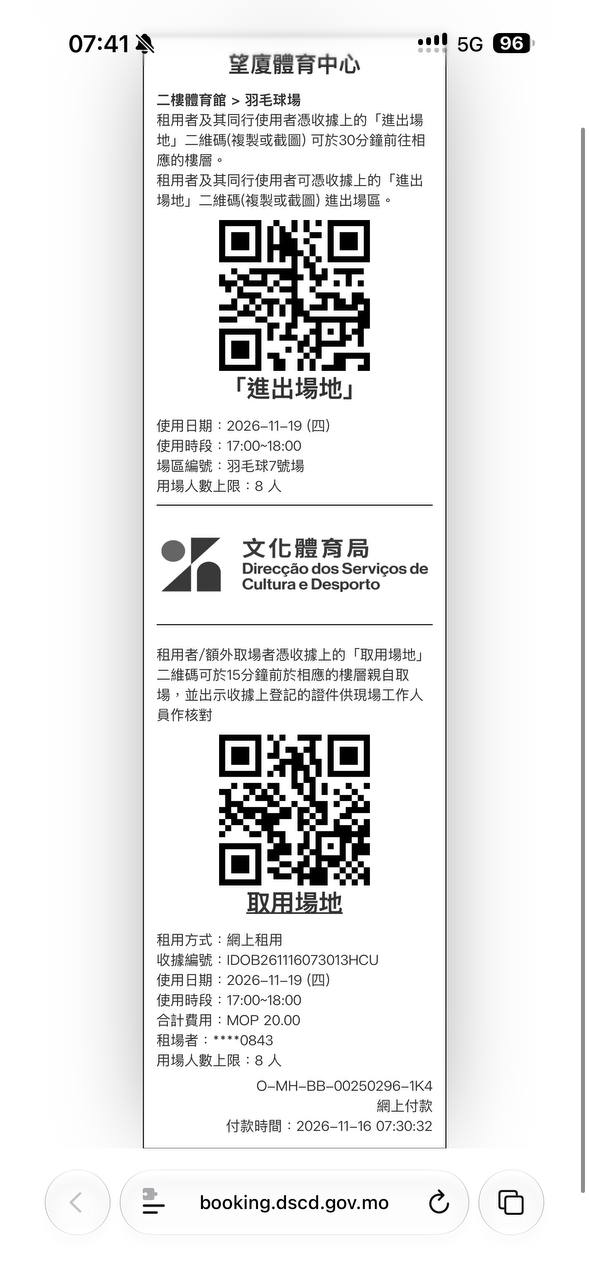 07:41
5G 96
望廈體育中心
二樓體育館 > 羽毛球場
租用者及其同行使用者憑收據上的「進出場
地」二維碼(複製或截圖) 可於30分鐘前往相
應的樓層。
租用者及其同行使用者可憑收據上的「進出
場地」二維碼(複製或截圖) 進出場區。
「進出場地」
使用日期：2026-11-19 (四)
使用時段：17:00~18:00
場區編號：羽毛球7號場
用場人數上限：8 人
文化體育局
Direcção dos Serviços de
Cultura e Desporto
租用者/額外取場者憑收據上的「取用場地」
二維碼可於15分鐘前於相應的樓層親自取
場，並出示收據上登記的證件供現場工作人
員作核對
取用場地
租用方式：網上租用
收據編號：IDOB261116073013HCU
使用日期：2026-11-19 (四)
使用時段：17:00~18:00
合計費用：MOP 20.00
租場者：****0843
用場人數上限：8 人
O-MH-BB-00250296-1K4
網上付款
付款時間：2026-11-16 07:30:32
booking.dscd.gov.mo